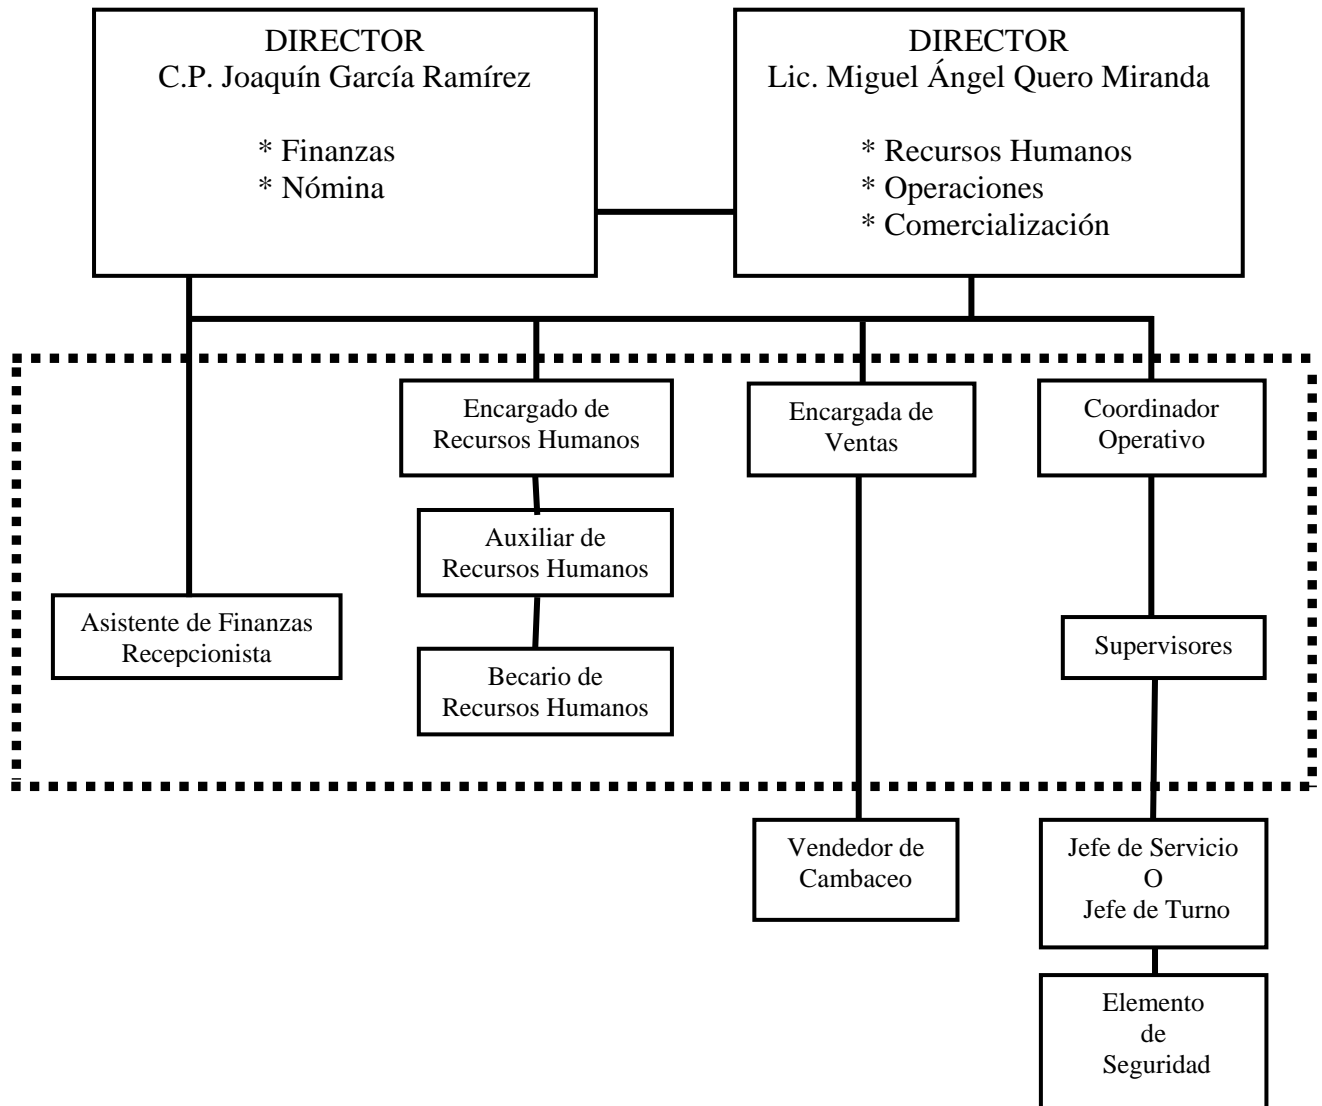 DIRECTOR
C.P. Joaquín García Ramírez
* Finanzas
* Nómina
DIRECTOR
Lic. Miguel Ángel Quero Miranda
* Recursos Humanos
* Operaciones
* Comercialización
Encargado de
Recursos Humanos
Encargada de
Ventas
Coordinador
Operativo
Auxiliar de
Recursos Humanos
Asistente de Finanzas
Recepcionista
Supervisores
Becario de
Recursos Humanos
Vendedor de
Cambaceo
Jefe de Servicio
O
Jefe de Turno
Elemento
de
Seguridad